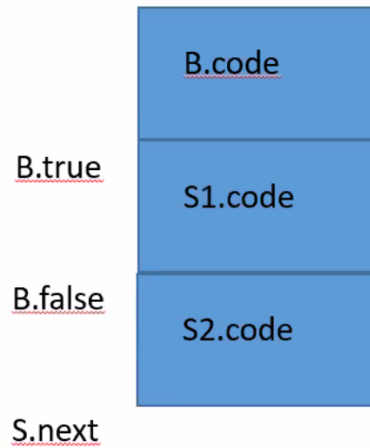 B.code
B.true
S1.code
B.false
S2.code
S.next